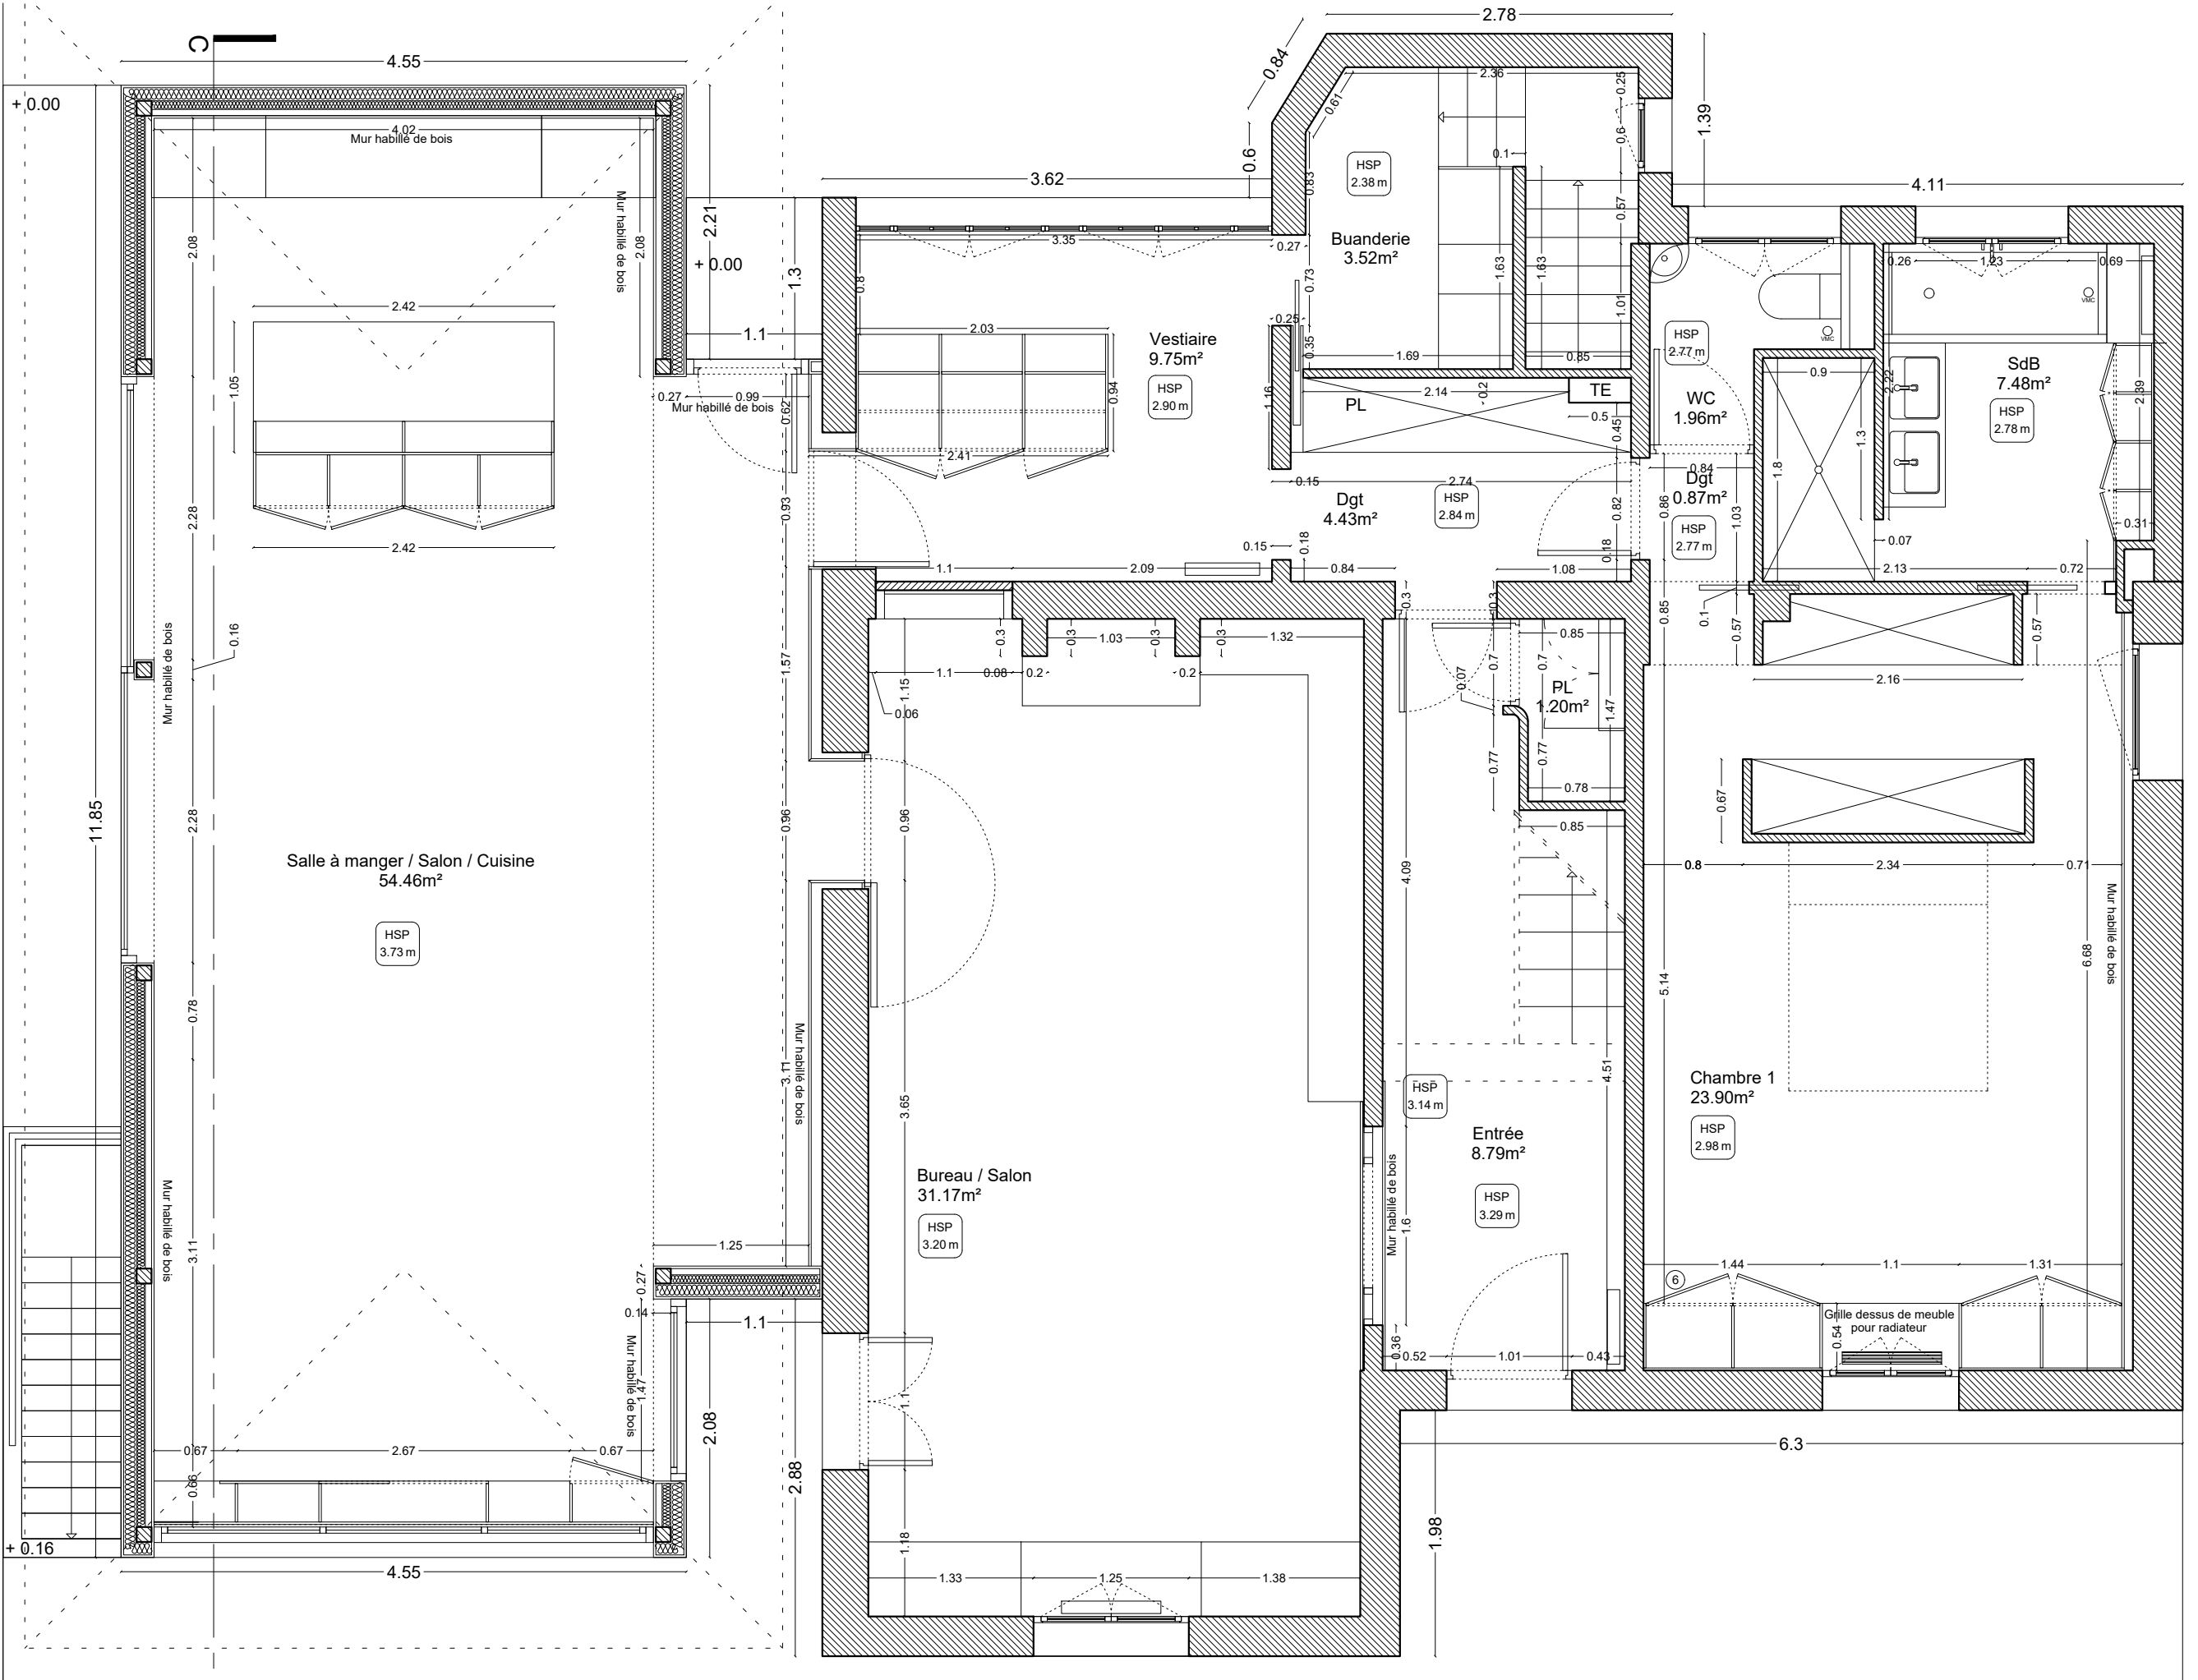 2.78
0.84
C
4.55
+ 0.00
2.36
0.25
0.61
1.39
4.02
Mur habillé de bois
0.6
0.6
0.1
HSP
2.38 m
0.83
3.62
4.11
Mur habillé de bois
2.21
2.08
2.08
0.57
3.35
0.27
Buanderie
3.52m²
+ 0.00
1.3
0.8
0.73
1.63
1.63
0.26
1.23
0.69
VMC
1.01
2.42
1.1
2.03
Vestiaire
9.75m²
0.25
0.35
1.69
0.85
HSP
2.77 m
VMC
SdB
7.48m²
1.05
HSP
2.90 m
0.94
1.16
PL
2.14
0.2
TE
0.9
2.22
2.39
0.27
0.99
Mur habillé de bois
0.62
0.5
0.45
WC
1.96m²
HSP
2.78 m
2.41
1.3
0.84
1.8
0.15
2.74
Dgt
4.43m²
HSP
2.84 m
Dgt
0.87m²
2.28
0.93
0.82
0.86
1.03
0.31
2.42
0.15
0.18
0.18
HSP
2.77 m
0.07
1.1
2.09
0.84
1.08
2.13
0.72
0.3
0.3
0.85
0.1
0.57
0.57
Mur habillé de bois
0.16
1.57
0.3
0.3
1.03
0.3
0.3
1.32
0.85
1.1
0.08
0.2
0.2
0.7
0.7
0.07
PL
1.20m²
2.16
1.15
0.06
1.47
0.77
0.77
0.78
0.67
11.85
2.28
0.96
0.96
0.85
Salle à manger / Salon / Cuisine
54.46m²
4.09
0.8
2.34
0.71
HSP
3.73 m
Mur habillé de bois
6.68
5.14
0.78
Mur habillé de bois
3.11
3.65
4.51
HSP
3.14 m
Chambre 1
23.90m²
HSP
2.98 m
Entrée
8.79m²
Bureau / Salon
31.17m²
HSP
3.20 m
Mur habillé de bois
3.11
Mur habillé de bois
1.6
HSP
3.29 m
1.25
0.27
1.44
1.1
1.31
6
0.14
1.1
Grille dessus de meuble
pour radiateur
0.54
0.36
0.52
1.01
0.43
Mur habillé de bois
1.47
2.08
1.1
0.67
2.67
0.67
6.3
0.66
2.88
1.98
1.18
+ 0.16
4.55
1.33
1.25
1.38